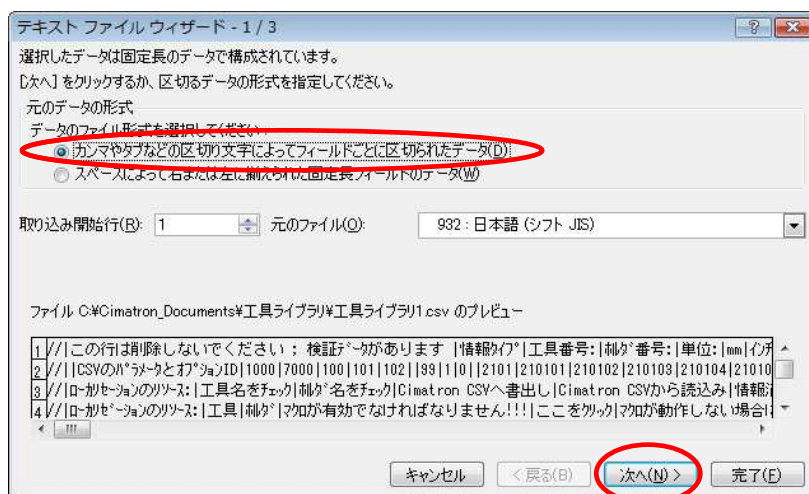 テキスト ファイル ウィザード - 1 / 3
選択したデータは固定長のデータで構成されています。
[次へ] をクリックするか、区切るデータの形式を指定してください。
元のデータの形式
データのファイル形式を選択してください:
カンマやタブなどの区切り文字によってフィールドごとに区切られたデータ(D)
スペースによって右または左に揃えられた固定長フィールドのデータ(W)
取り込み開始行(R): 1 元のファイル(O): 932 : 日本語 (シフト JIS)
ファイル C:¥Cimatron_Documents¥工具ライブラリ¥工具ライブラリ1.csv のプレビュー
1 //|この行は削除しないでください ; 検証データがあります |情報タイプ|工具番号:|ホルダ番号:|単位:|mm|インチ
2 //||CSVのパラメータとオプションID|1000|7000|100|101|102||99|1|0||2101|210101|210102|210103|210104|21010
3 //|ローカリゼーションのリソース:|工具名をチェック|ホルダ名をチェック|Cimatron CSVへ書出し|Cimatron CSVから読込み|情報
4 //|ローカリゼーションのリソース:|工具|ホルダ|マクロが有効でなければなりません!!!|ここをクリック|マクロが動作しない場合
キャンセル < 戻る(B) 次へ(N) > 完了(F)